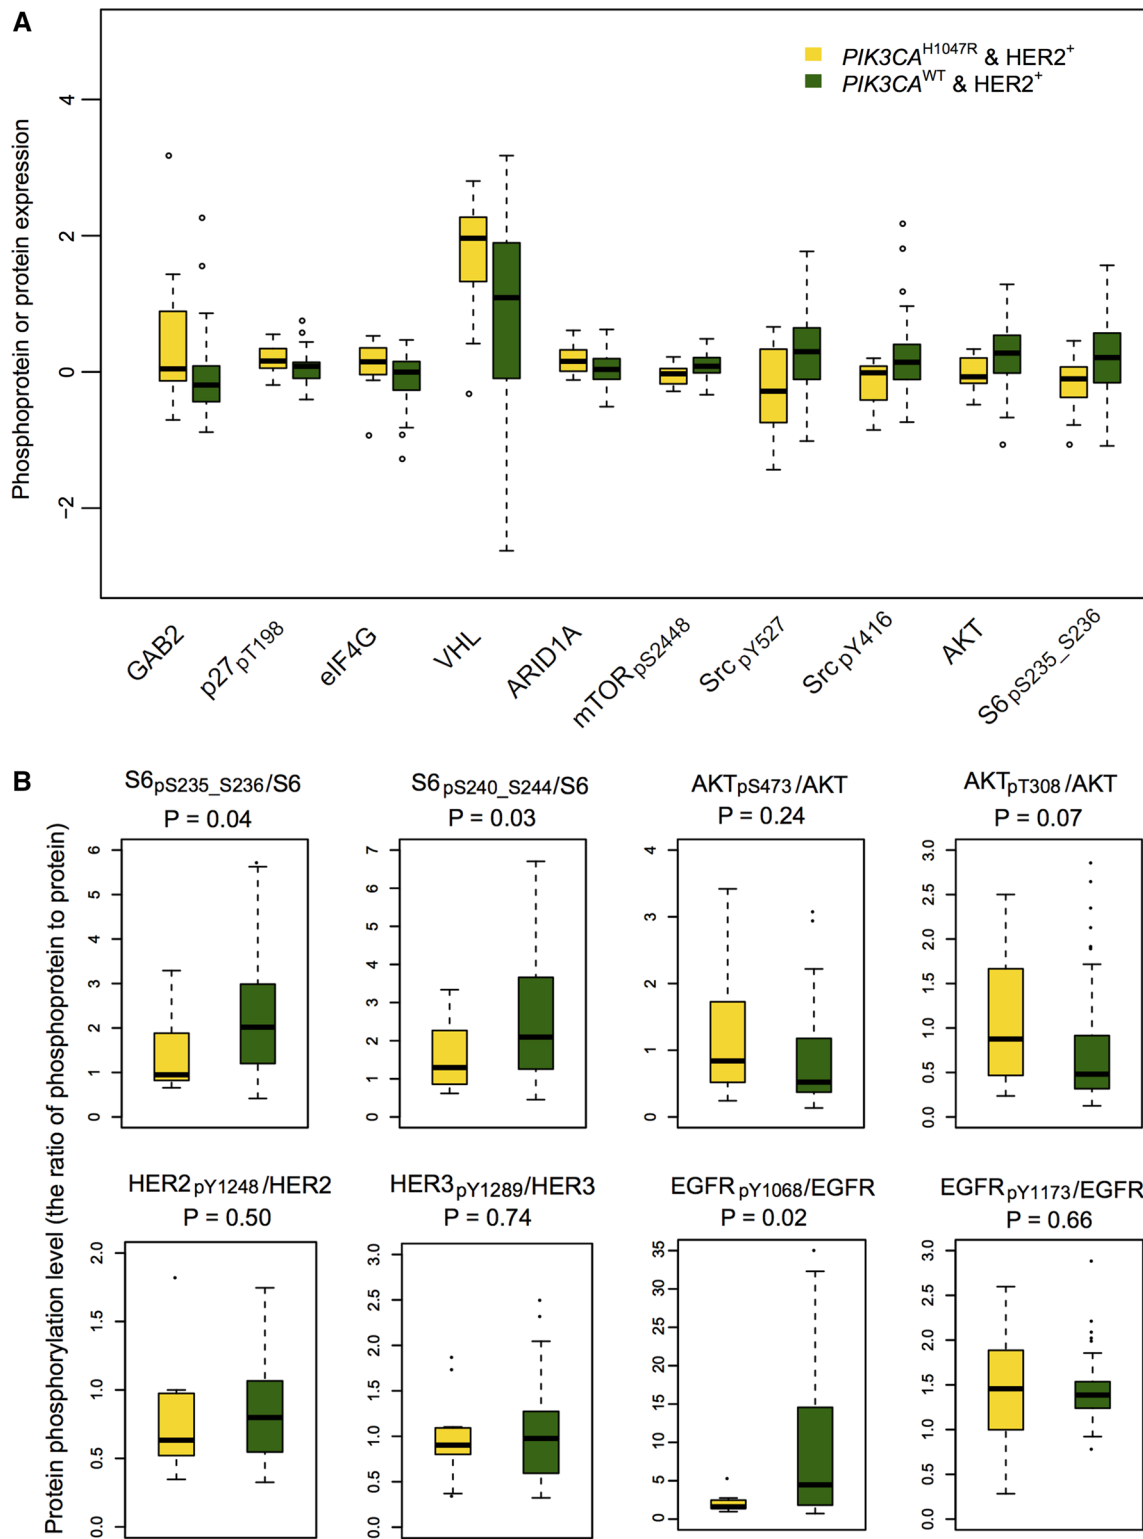 A
PIK3CA^H1047R & HER2^+
PIK3CA^WT & HER2^+
Phosphoprotein or protein expression
4
2
0
−2
GAB2
p27pT198
eIF4G
VHL
ARID1A
mTORpS2448
Src pY527
Src pY416
AKT
S6 pS235_S236
B
Protein phosphorylation level (the ratio of phosphoprotein to protein)
S6pS235_S236/S6
P = 0.04
6
5
4
3
2
1
0
S6pS240_S244/S6
P = 0.03
7
6
5
4
3
2
1
0
AKTpS473/AKT
P = 0.24
4
3
2
1
0
AKTpT308/AKT
P = 0.07
3.0
2.5
2.0
1.5
1.0
0.5
0.0
HER2pY1248/HER2
P = 0.50
2.0
1.5
1.0
0.5
0.0
HER3pY1289/HER3
P = 0.74
3.0
2.5
2.0
1.5
1.0
0.5
0.0
EGFRpY1068/EGFR
P = 0.02
35
30
25
20
15
10
5
0
EGFRpY1173/EGFR
P = 0.66
3.0
2.5
2.0
1.5
1.0
0.5
0.0